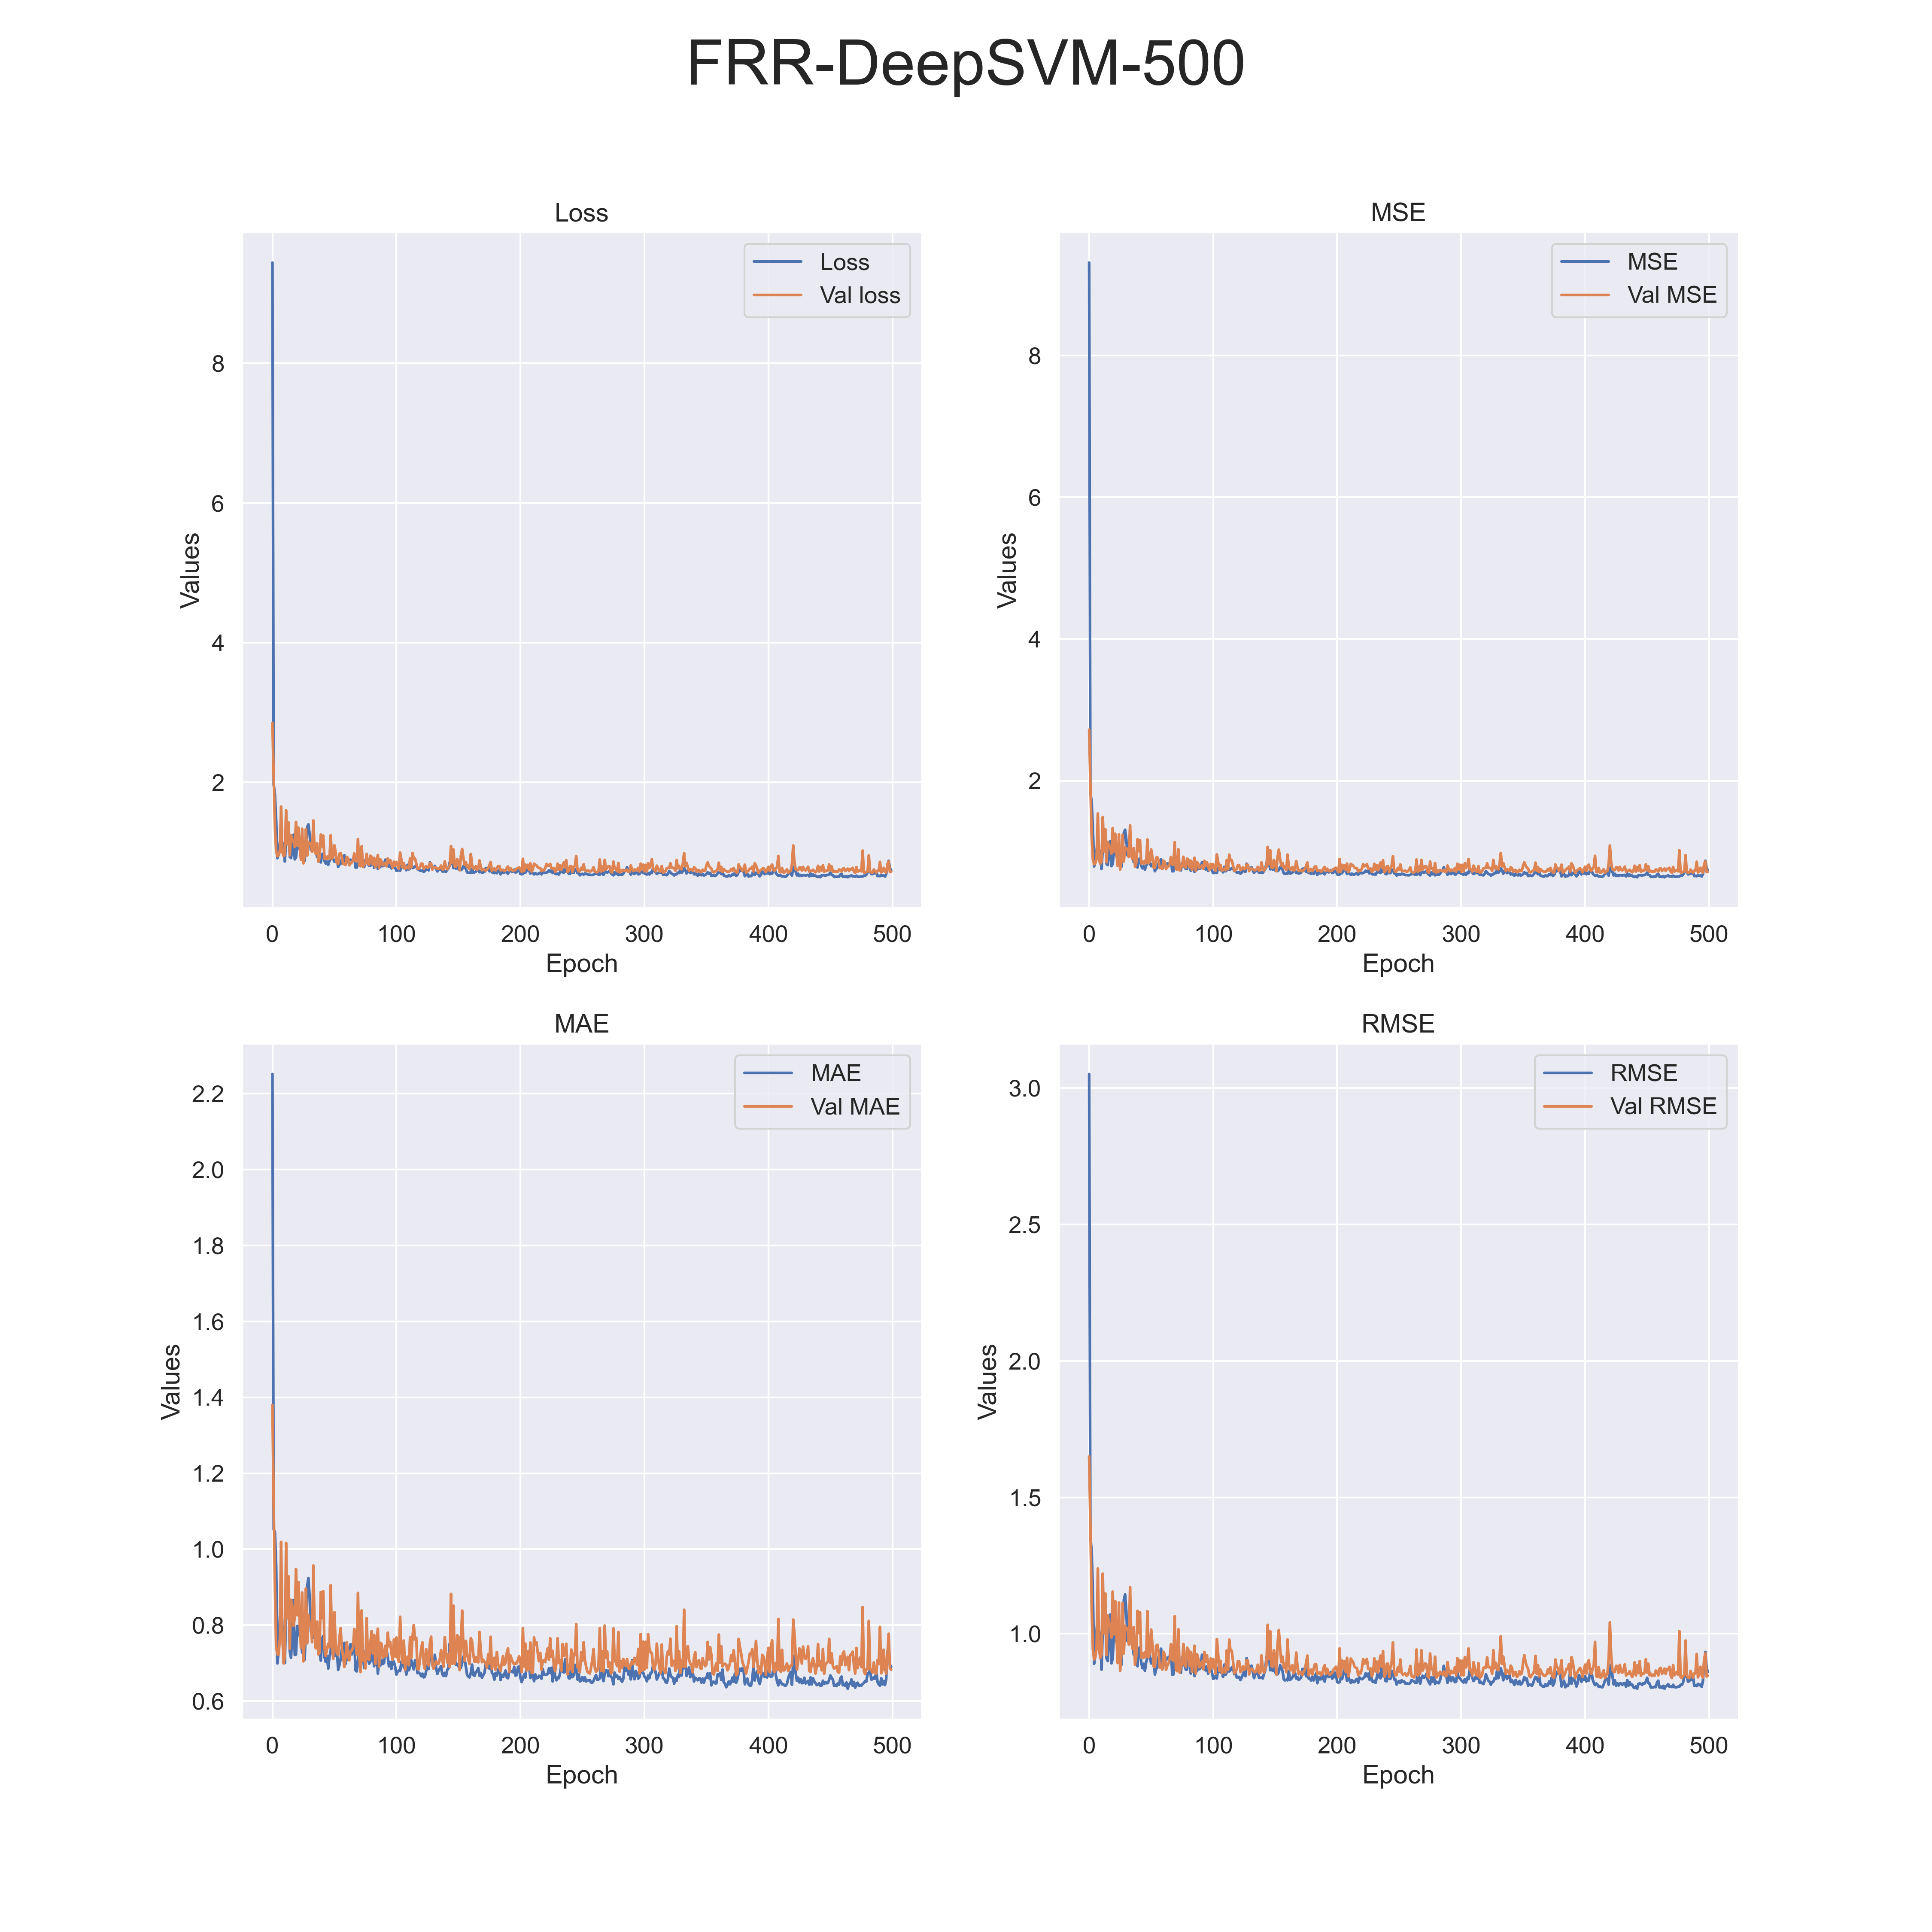 FRR-DeepSVM-500
Loss
Loss
Val loss
8
6
4
2
Values
0 100 200 300 400 500
Epoch
MSE
MSE
Val MSE
8
6
4
2
Values
0 100 200 300 400 500
Epoch
MAE
MAE
Val MAE
2.2
2.0
1.8
1.6
1.4
1.2
1.0
0.8
0.6
Values
0 100 200 300 400 500
Epoch
RMSE
RMSE
Val RMSE
3.0
2.5
2.0
1.5
1.0
Values
0 100 200 300 400 500
Epoch